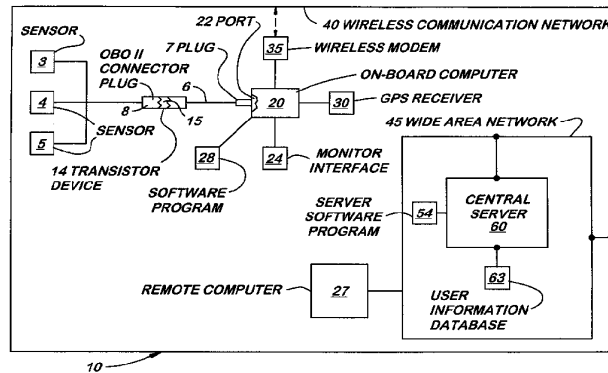 40 WIRELESS COMMUNICATION NETWORK
SENSOR
3
OBO II
CONNECTOR
PLUG
22 PORT
7 PLUG
35
WIRELESS MODEM
ON-BOARD COMPUTER
4
8
15
6
20
30
GPS RECEIVER
5
SENSOR
45 WIDE AREA NETWORK
14 TRANSISTOR
DEVICE
28
24
MONITOR
INTERFACE
SOFTWARE
PROGRAM
SERVER
SOFTWARE
PROGRAM
54
CENTRAL
SERVER
60
REMOTE COMPUTER
27
63
USER
INFORMATION
DATABASE
10